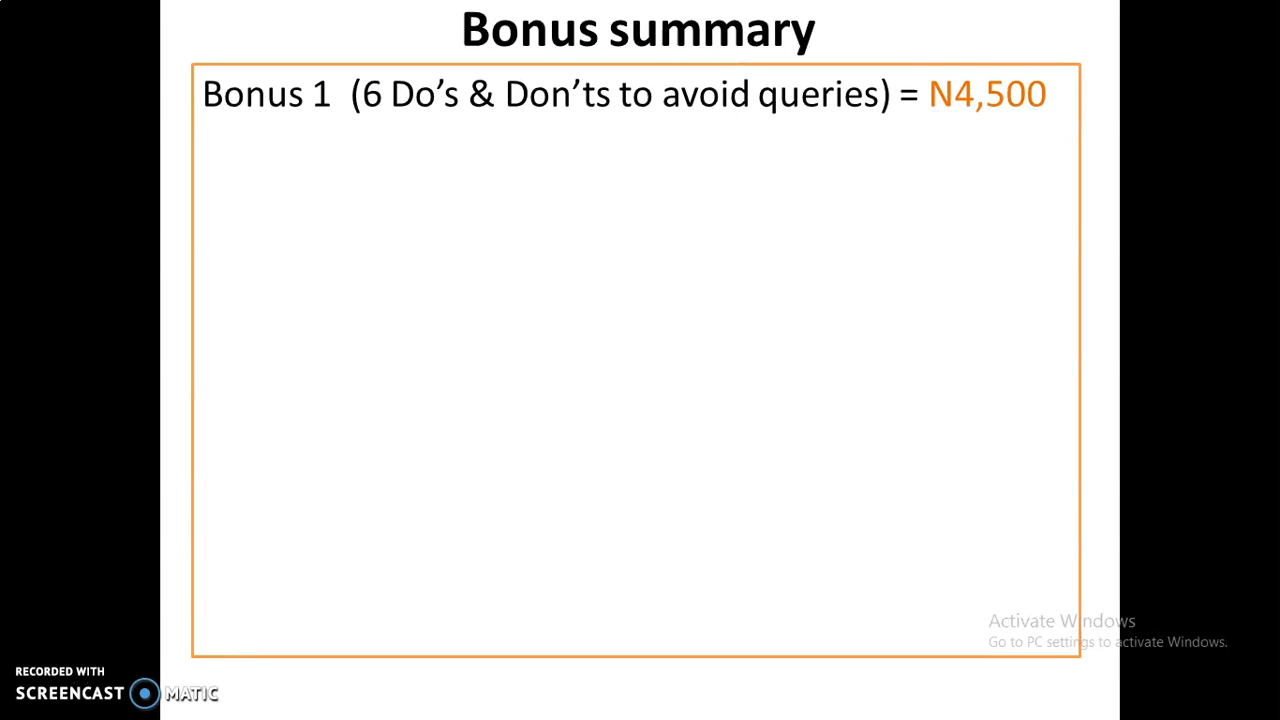 Bonus summary
Bonus 1  (6 Do’s & Don’ts to avoid queries) = N4,500
Activate Windows
Go to PC settings to activate Windows.
RECORDED WITH
SCREENCAST MATIC